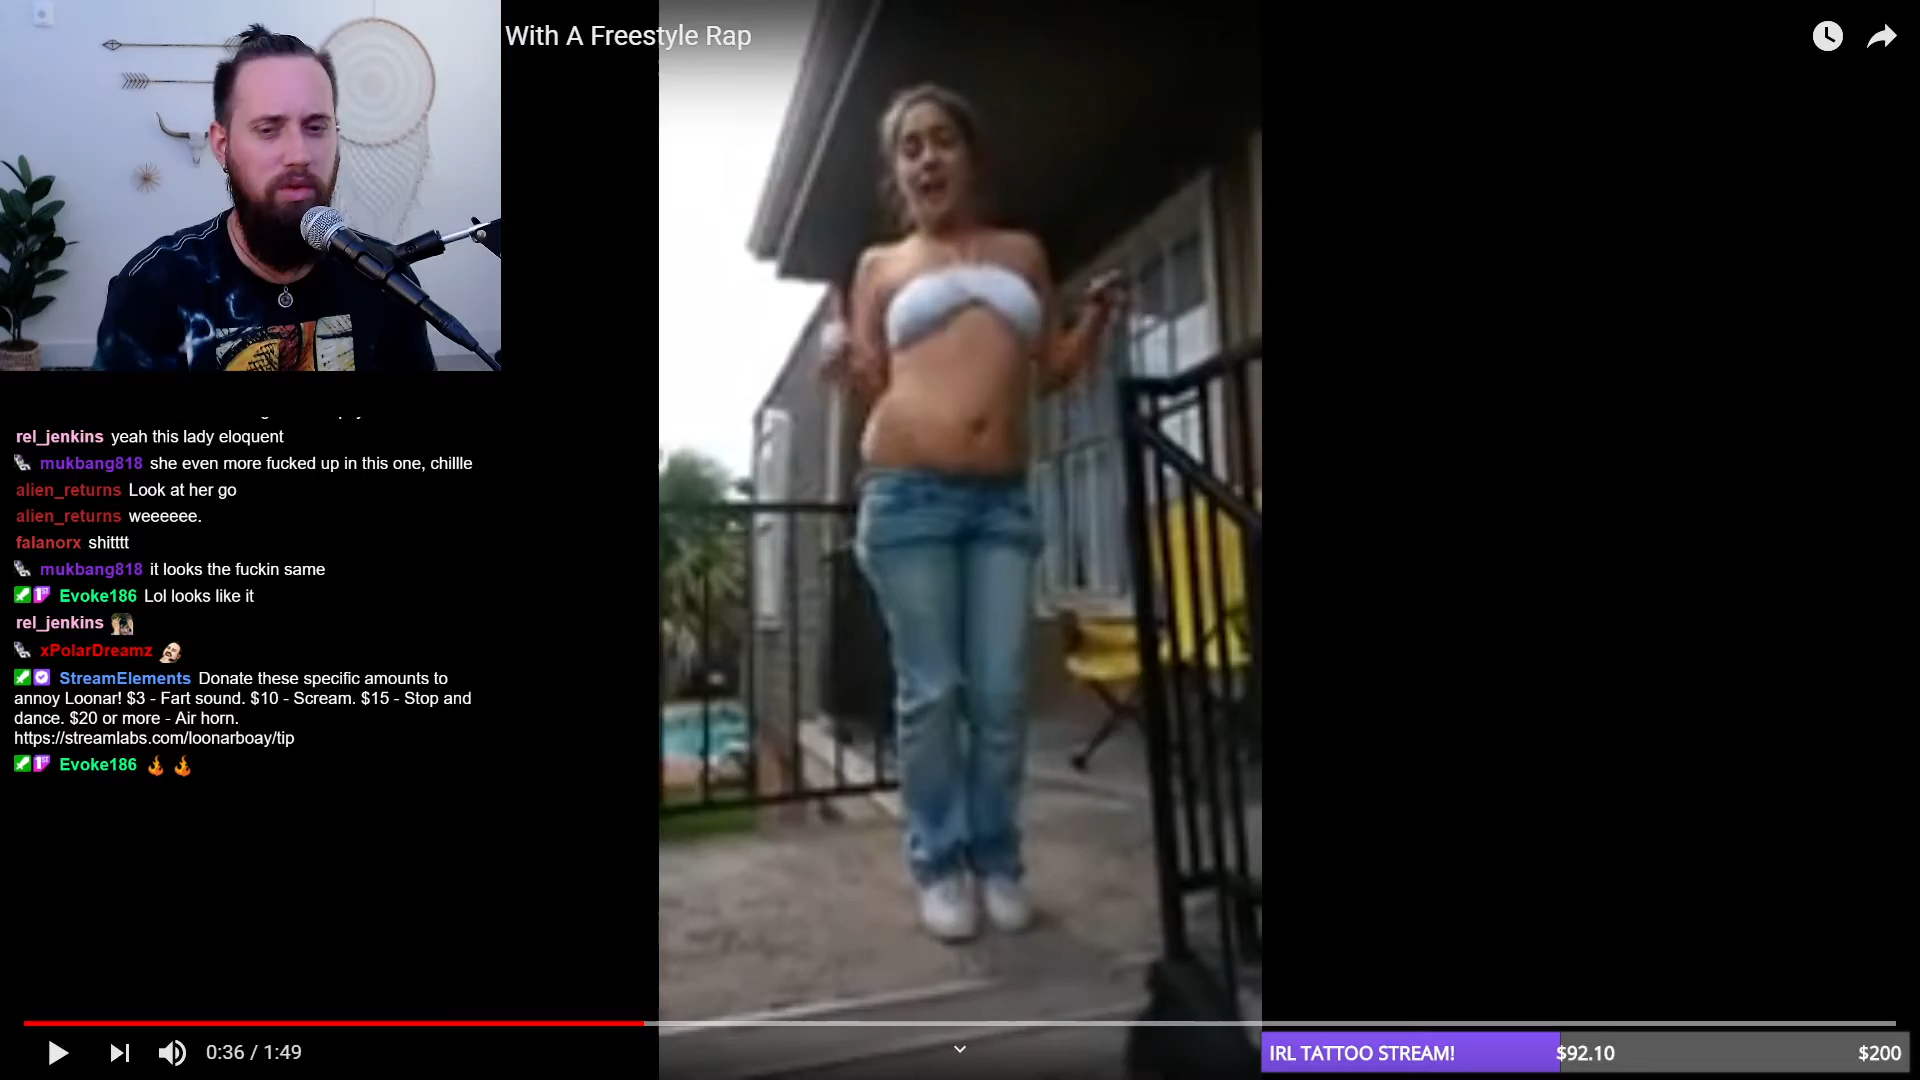 With A Freestyle Rap
rel_jenkins yeah this lady eloquent
mukbang818 she even more fucked up in this one, chillle
alien_returns Look at her go
alien_returns weeeeee.
falanorx shitttt
mukbang818 it looks the fuckin same
Evoke186 Lol looks like it
rel_jenkins
xPolarDreamz
StreamElements Donate these specific amounts to
annoy Loonar! $3 - Fart sound. $10 - Scream. $15 - Stop and
dance. $20 or more - Air horn.
https://streamlabs.com/loonarboay/tip
Evoke186
0:36 / 1:49
IRL TATTOO STREAM! $92.10 $200